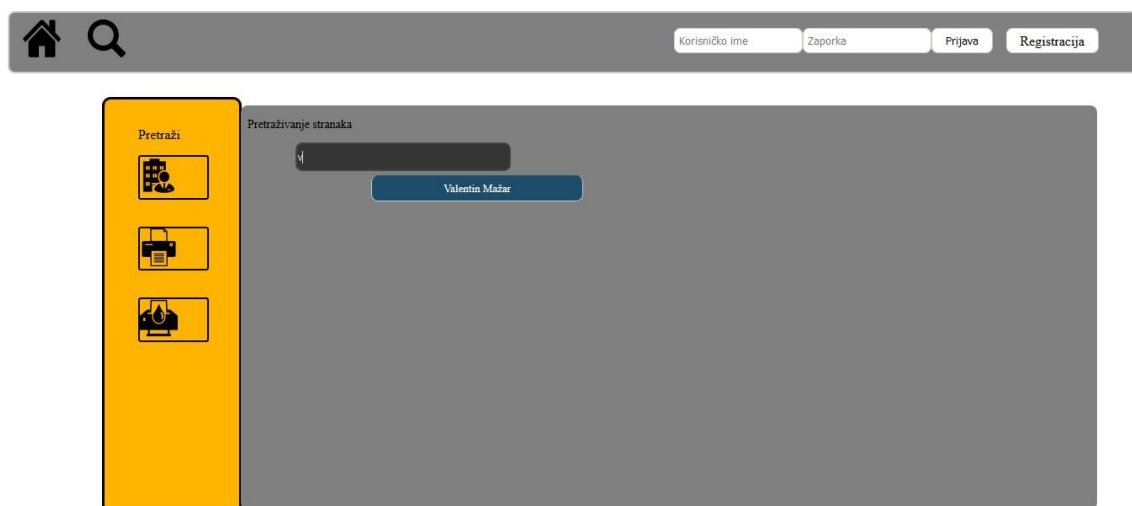 Korisničko ime Zaporka Prijava Registracija
Pretraži
Pretraživanje stranaka
v
Valentin Mažar